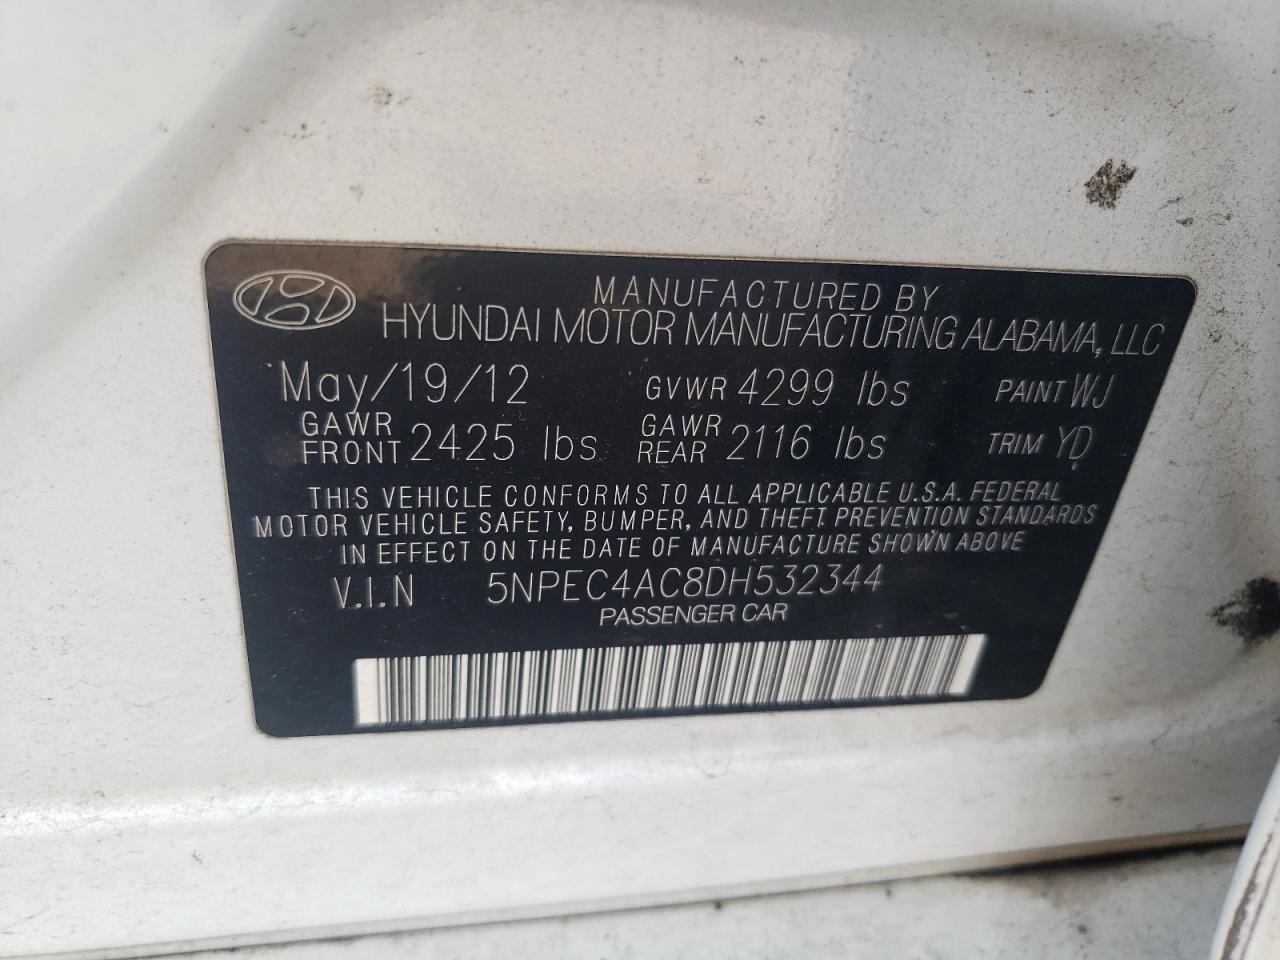 MANUFACTURED BY
HYUNDAI MOTOR MANUFACTURING ALABAMA, LLC
May/19/12 GVWR 4299 lbs PAINT WJ
GAWR FRONT 2425 lbs GAWR REAR 2116 lbs TRIM YD
THIS VEHICLE CONFORMS TO ALL APPLICABLE U.S.A. FEDERAL
MOTOR VEHICLE SAFETY, BUMPER, AND THEFT PREVENTION STANDARDS
IN EFFECT ON THE DATE OF MANUFACTURE SHOWN ABOVE
V.I.N 5NPEC4AC8DH532344
PASSENGER CAR